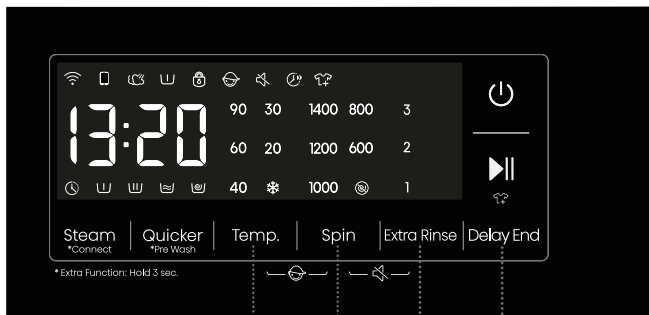 13:20
90 30 1400 800 3
60 20 1200 600 2
40 1000 1
Steam Quicker Temp. Spin Extra Rinse Delay End
*Connect *Pre Wash
* Extra Function: Hold 3 sec.